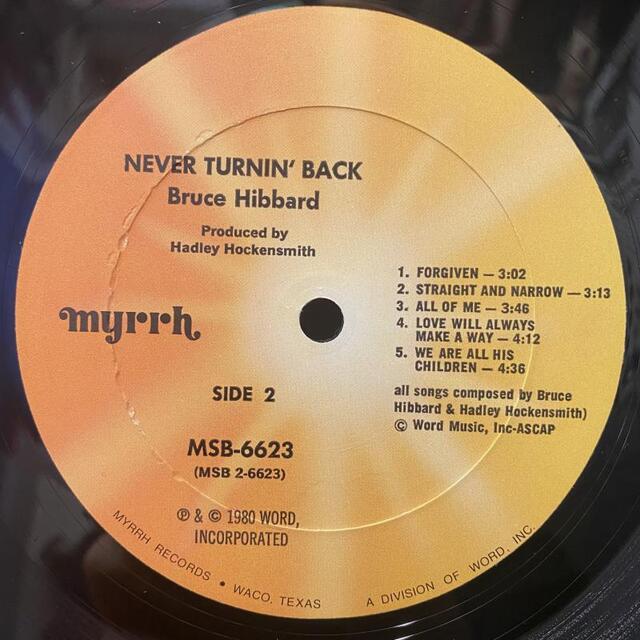 NEVER TURNIN' BACK
Bruce Hibbard
Produced by
Hadley Hockensmith
myrrh
SIDE 2
MSB-6623
(MSB 2-6623)
℗ & © 1980 WORD,
INCORPORATED
1. FORGIVEN — 3:02
2. STRAIGHT AND NARROW — 3:13
3. ALL OF ME — 3:46
4. LOVE WILL ALWAYS
MAKE A WAY — 4:12
5. WE ARE ALL HIS
CHILDREN — 4:36
all songs composed by Bruce
Hibbard & Hadley Hockensmith)
© Word Music, Inc-ASCAP
MYRRH RECORDS • WACO, TEXAS A DIVISION OF WORD, INC.